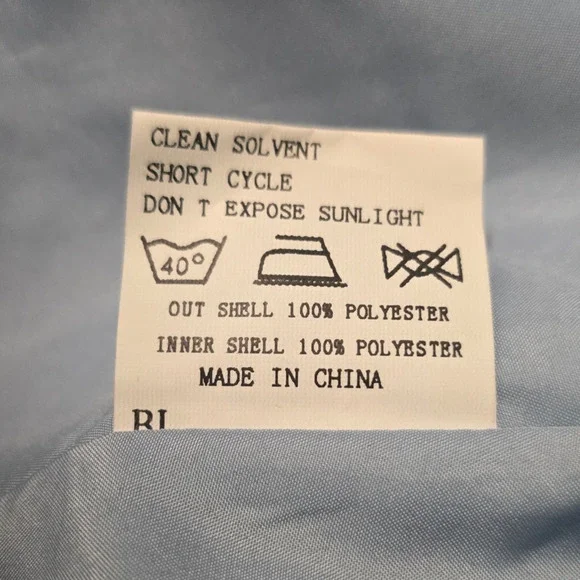 CLEAN SOLVENT
SHORT CYCLE
DON T EXPOSE SUNLIGHT
40°
OUT SHELL 100% POLYESTER
INNER SHELL 100% POLYESTER
MADE IN CHINA